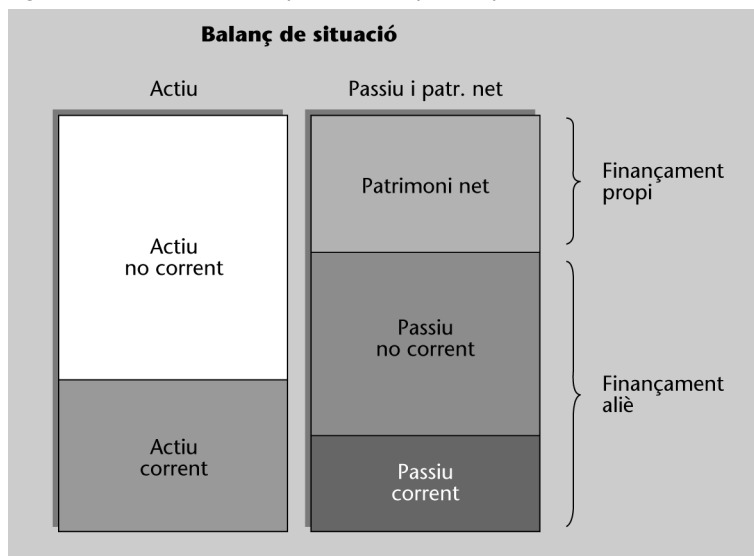 Balanç de situació
Actiu
Passiu i patr. net
Actiu
no corrent
Actiu
corrent
Patrimoni net
Passiu
no corrent
Passiu
corrent
Finançament
propi
Finançament
aliè